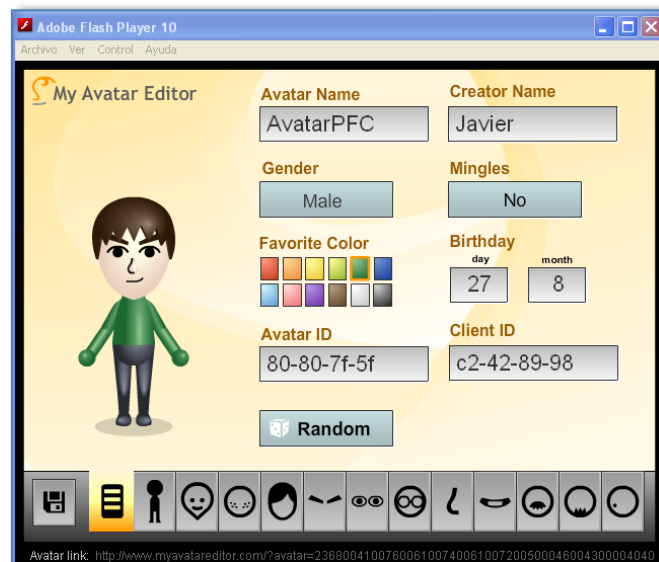 Adobe Flash Player 10
Archivo Ver Control Ayuda
My Avatar Editor
Avatar Name
Creator Name
AvatarPFC
Javier
Gender
Mingles
Male
No
Favorite Color
Birthday
day
month
27
8
Avatar ID
Client ID
80-80-7f-5f
c2-42-89-98
Random
Avatar link: http://www.myavatareditor.com/?avatar=236800410076006100740061007200500046004300004040